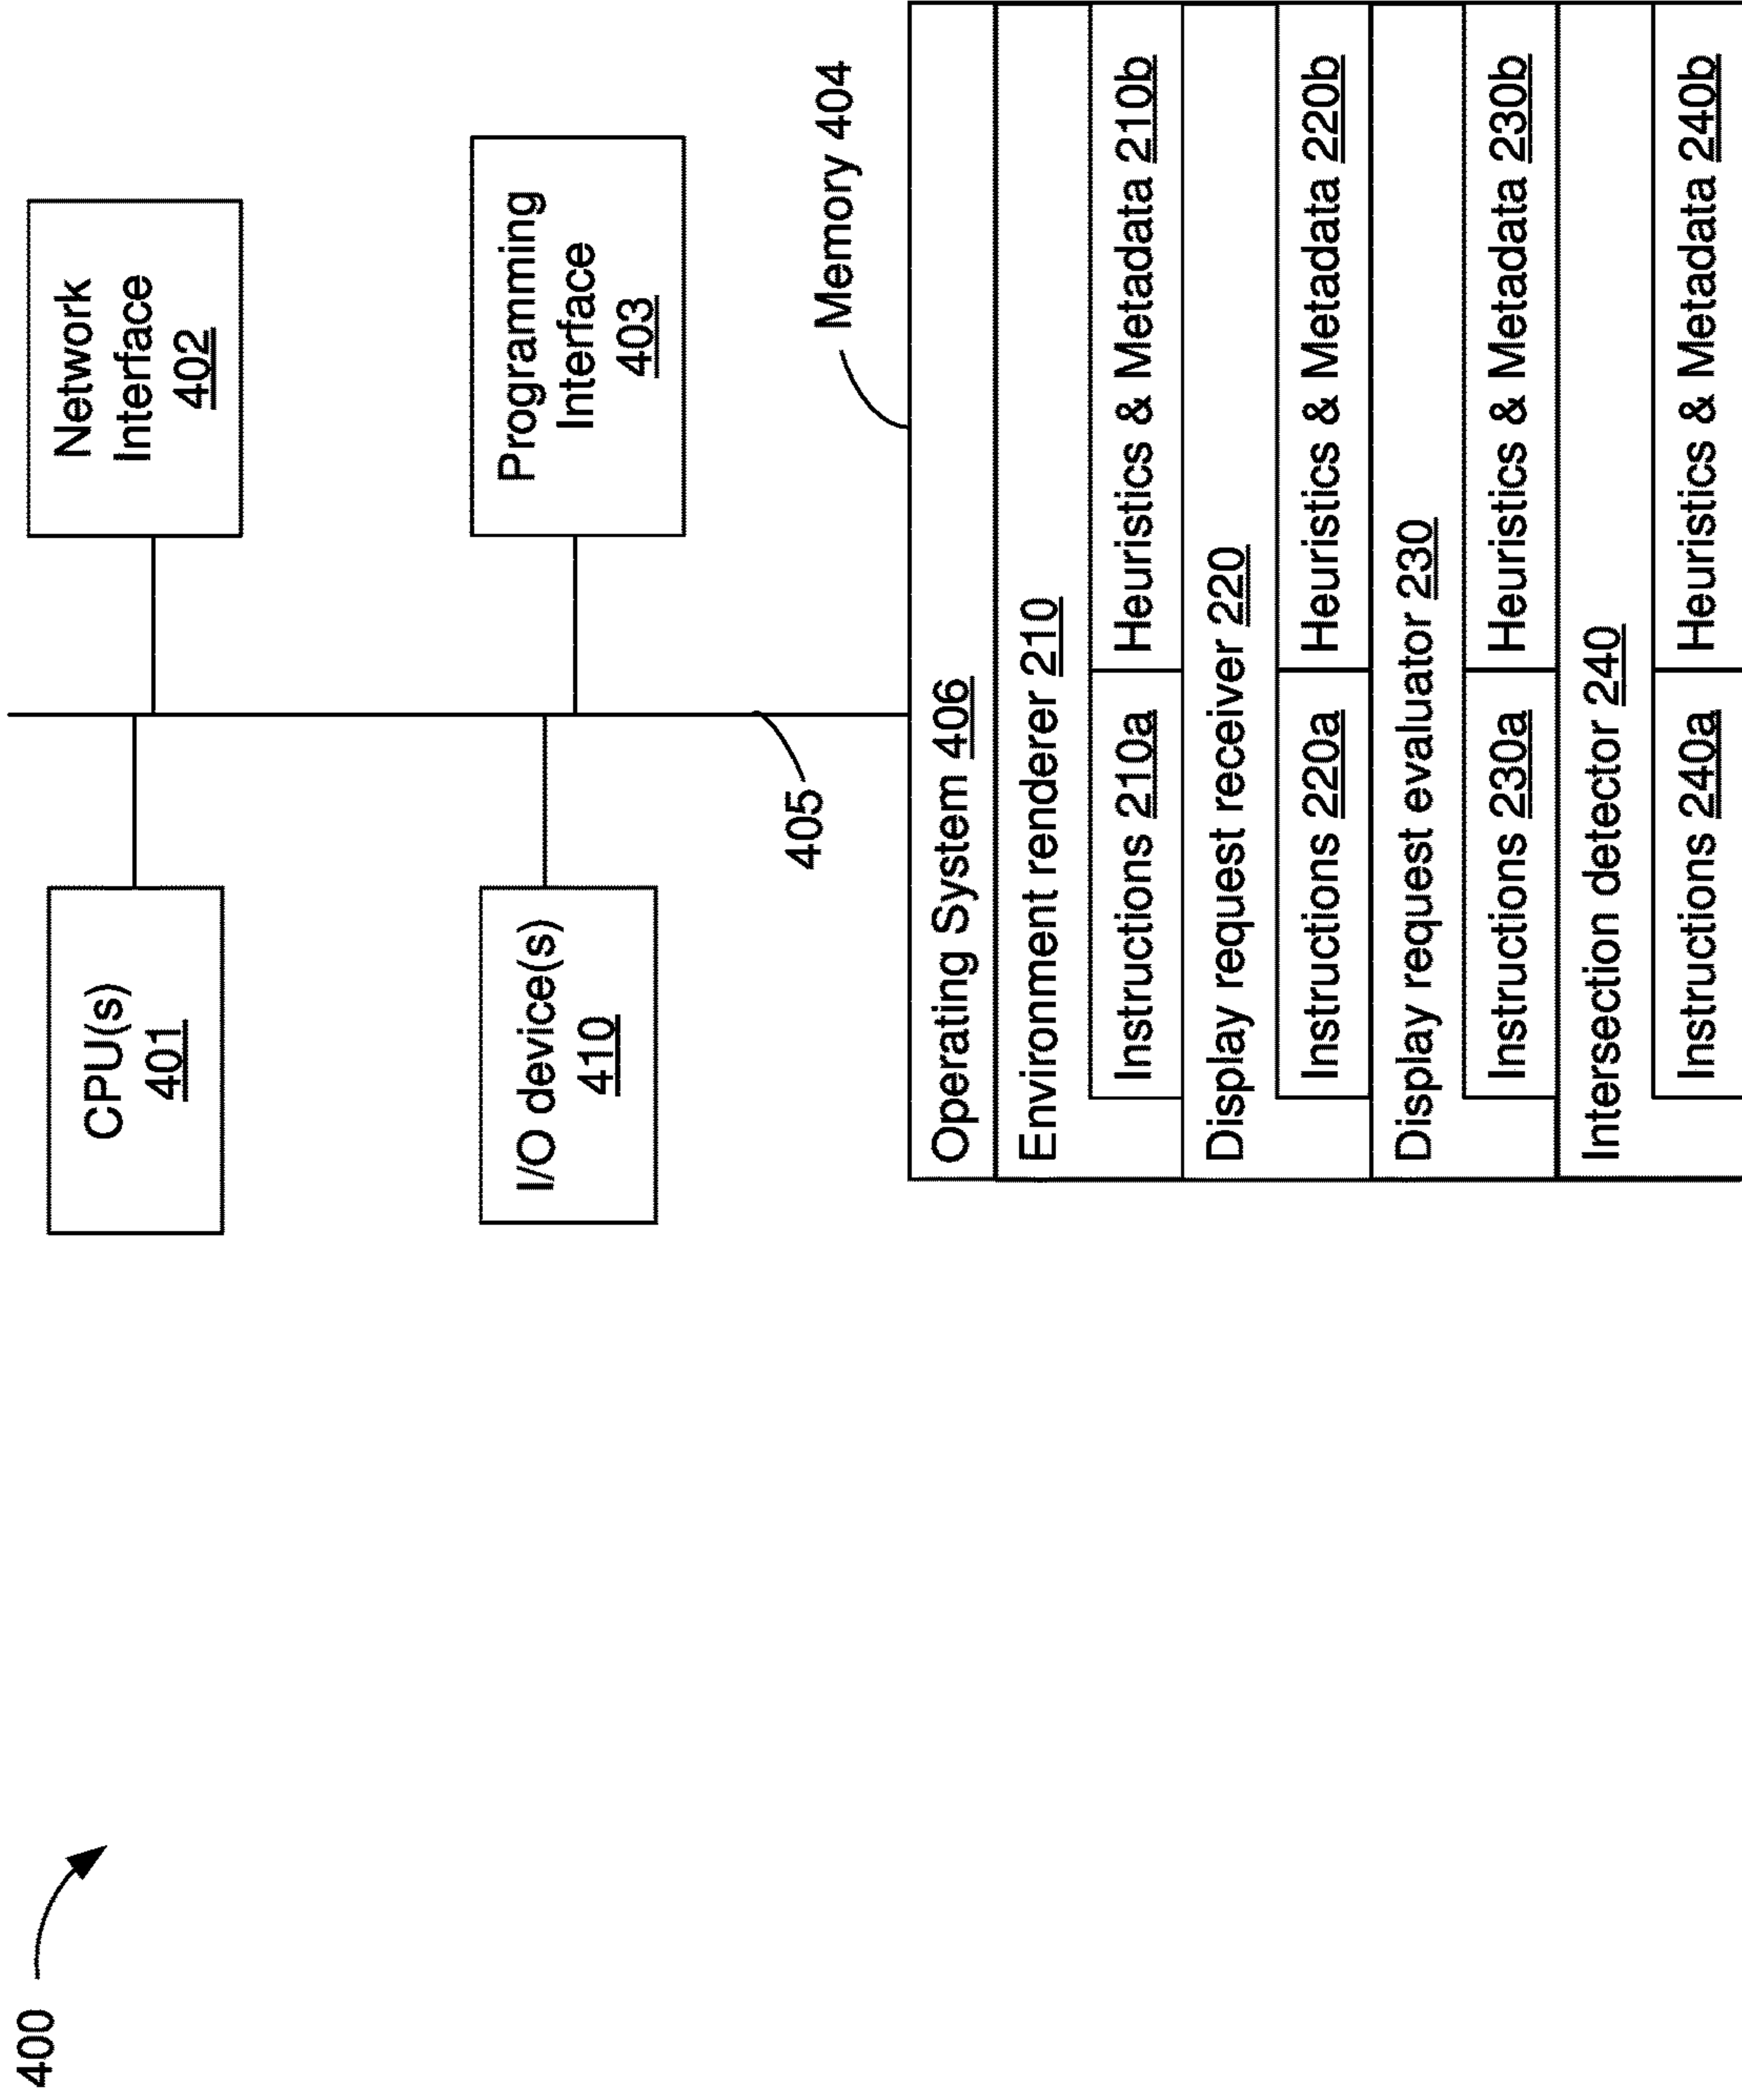 400
CPU(s)
401
Network
Interface
402
I/O device(s)
410
Programming
Interface
403
405
Memory 404
Operating System 406
Environment renderer 210
Instructions 210a
Heuristics & Metadata 210b
Display request receiver 220
Instructions 220a
Heuristics & Metadata 220b
Display request evaluator 230
Instructions 230a
Heuristics & Metadata 230b
Intersection detector 240
Instructions 240a
Heuristics & Metadata 240b